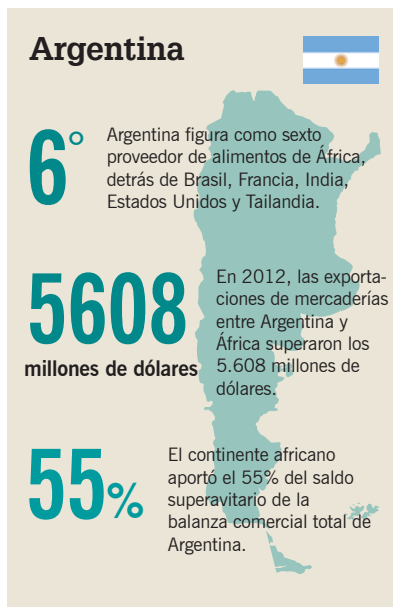 Argentina
6°
Argentina figura como sexto
proveedor de alimentos de África,
detrás de Brasil, Francia, India,
Estados Unidos y Tailandia.
5608
millones de dólares
En 2012, las exporta-
ciones de mercaderías
entre Argentina y
África superaron los
5.608 millones de
dólares.
55%
El continente africano
aportó el 55% del saldo
superavitario de la
balanza comercial total de
Argentina.